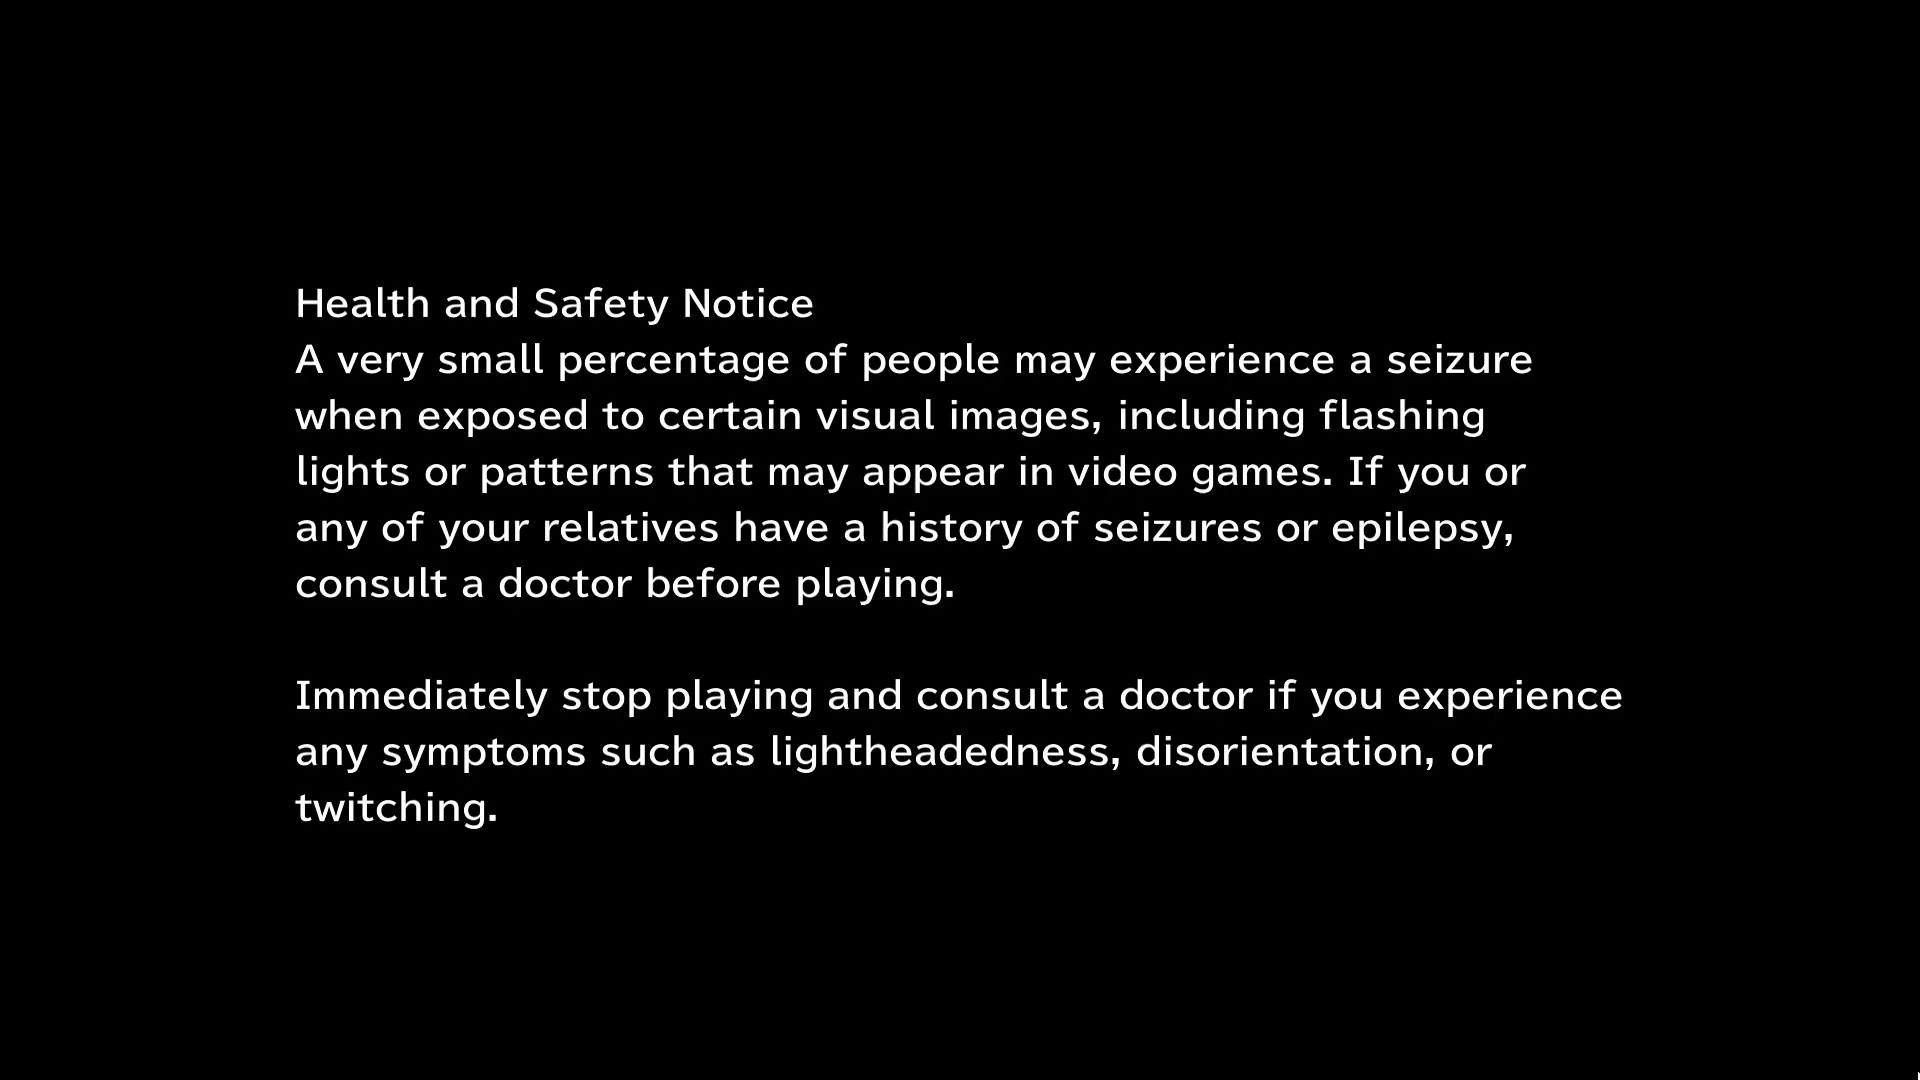 Health and Safety Notice
A very small percentage of people may experience a seizure
when exposed to certain visual images, including flashing
lights or patterns that may appear in video games. If you or
any of your relatives have a history of seizures or epilepsy,
consult a doctor before playing.
Immediately stop playing and consult a doctor if you experience
any symptoms such as lightheadedness, disorientation, or
twitching.